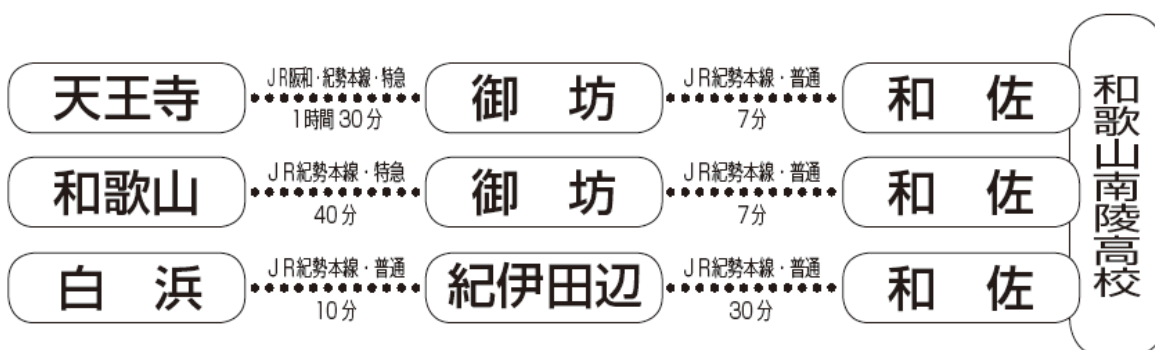 天王寺 JR阪和・紀勢本線・特急 1時間30分 御坊 JR紀勢本線・普通 7分 和佐
和歌山 JR紀勢本線・特急 40分 御坊 JR紀勢本線・普通 7分 和佐
白浜 JR紀勢本線・普通 10分 紀伊田辺 JR紀勢本線・普通 30分 和佐
和歌山南陵高校